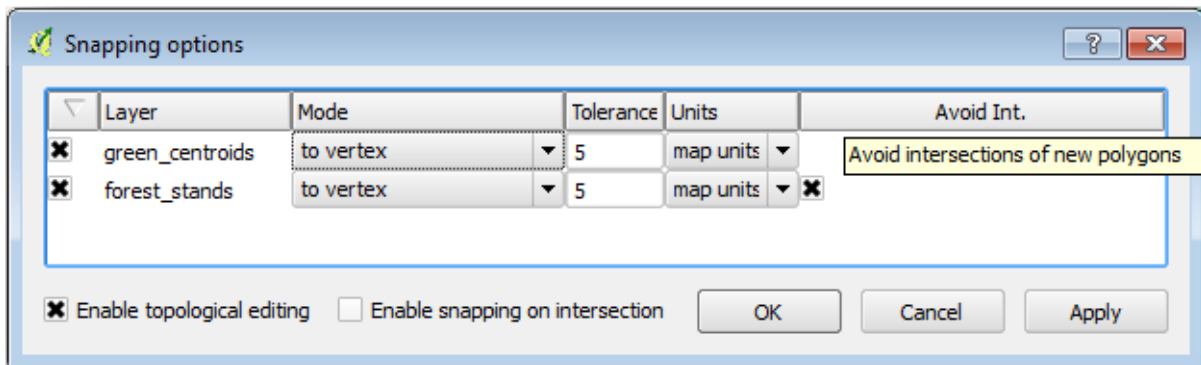 Snapping options
Layer Mode Tolerance Units Avoid Int.
green_centroids to vertex 5 map units Avoid intersections of new polygons
forest_stands to vertex 5 map units
Enable topological editing Enable snapping on intersection OK Cancel Apply